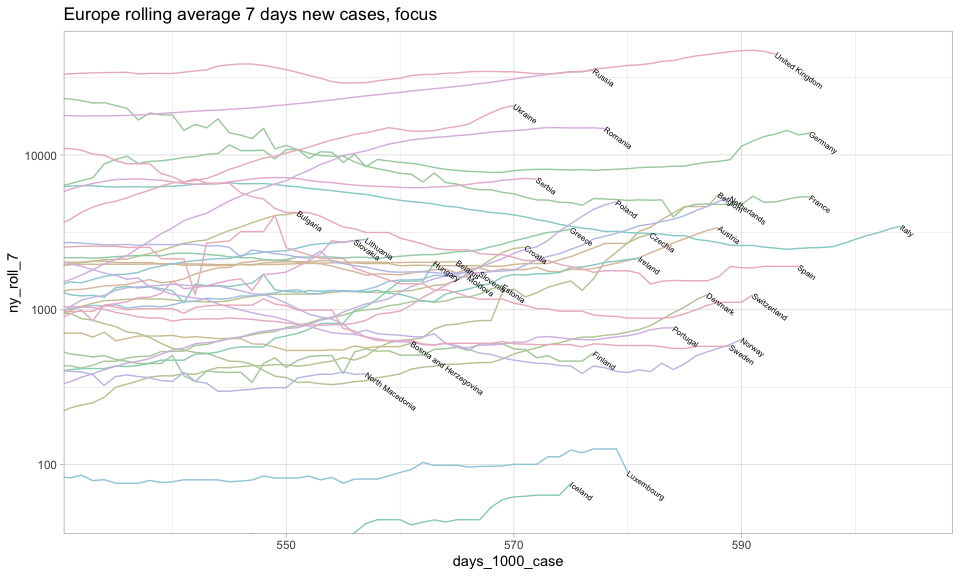 Europe rolling average 7 days new cases, focus
ny_roll_7
10000
1000
100
United Kingdom
Russia
Ukraine
Romania
Germany
Serbia
Poland
Netherlands
France
Bulgaria
Lithuania
Slovakia
Greece
Czechia
Austria
Italy
Croatia
Ireland
Hungary
Moldova
Slovenia
Estonia
Spain
Denmark
Switzerland
Portugal
Norway
Sweden
Finland
Bosnia and Herzegovina
North Macedonia
Luxembourg
Iceland
550
570
590
days_1000_case